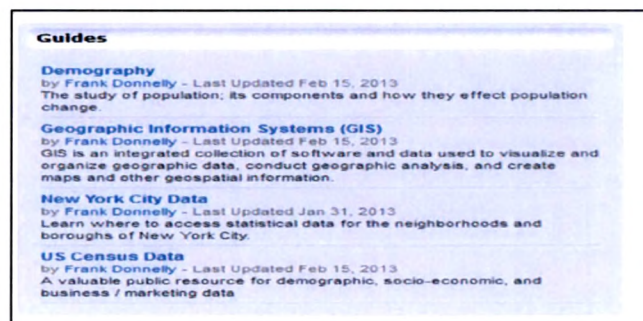 Guides
Demography
by Frank Donnelly - Last Updated Feb 15, 2013
The study of population; its components and how they effect population
change.
Geographic Information Systems (GIS)
by Frank Donnelly - Last Updated Feb 15, 2013
GIS is an integrated collection of software and data used to visualize and
organize geographic data, conduct geographic analysis, and create
maps and other geospatial information.
New York City Data
by Frank Donnelly - Last Updated Jan 31, 2013
Learn where to access statistical data for the neighborhoods and
boroughs of New York City.
US Census Data
by Frank Donnelly - Last Updated Feb 15, 2013
A valuable public resource for demographic, socio-economic, and
business / marketing data